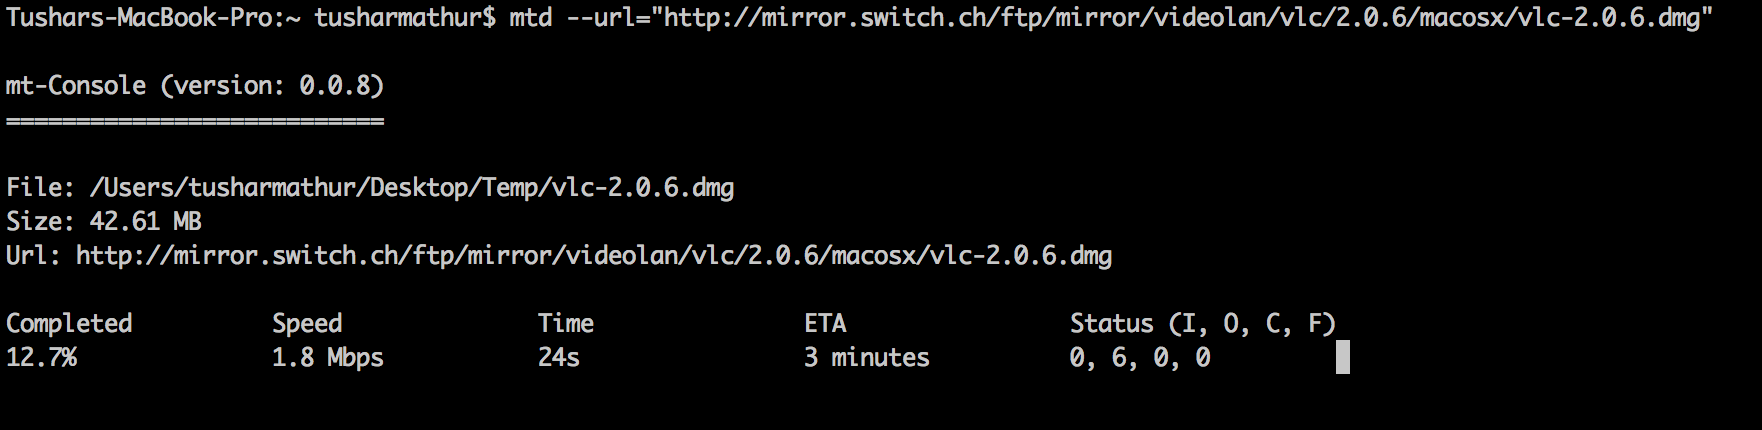 Tushars-MacBook-Pro:~ tusharmathur$ mtd --url="http://mirror.switch.ch/ftp/mirror/videolan/vlc/2.0.6/macosx/vlc-2.0.6.dmg"
mt-Console (version: 0.0.8)
===========================
File: /Users/tusharmathur/Desktop/Temp/vlc-2.0.6.dmg
Size: 42.61 MB
Url: http://mirror.switch.ch/ftp/mirror/videolan/vlc/2.0.6/macosx/vlc-2.0.6.dmg
Completed Speed Time ETA Status (I, O, C, F)
12.7% 1.8 Mbps 24s 3 minutes 0, 6, 0, 0